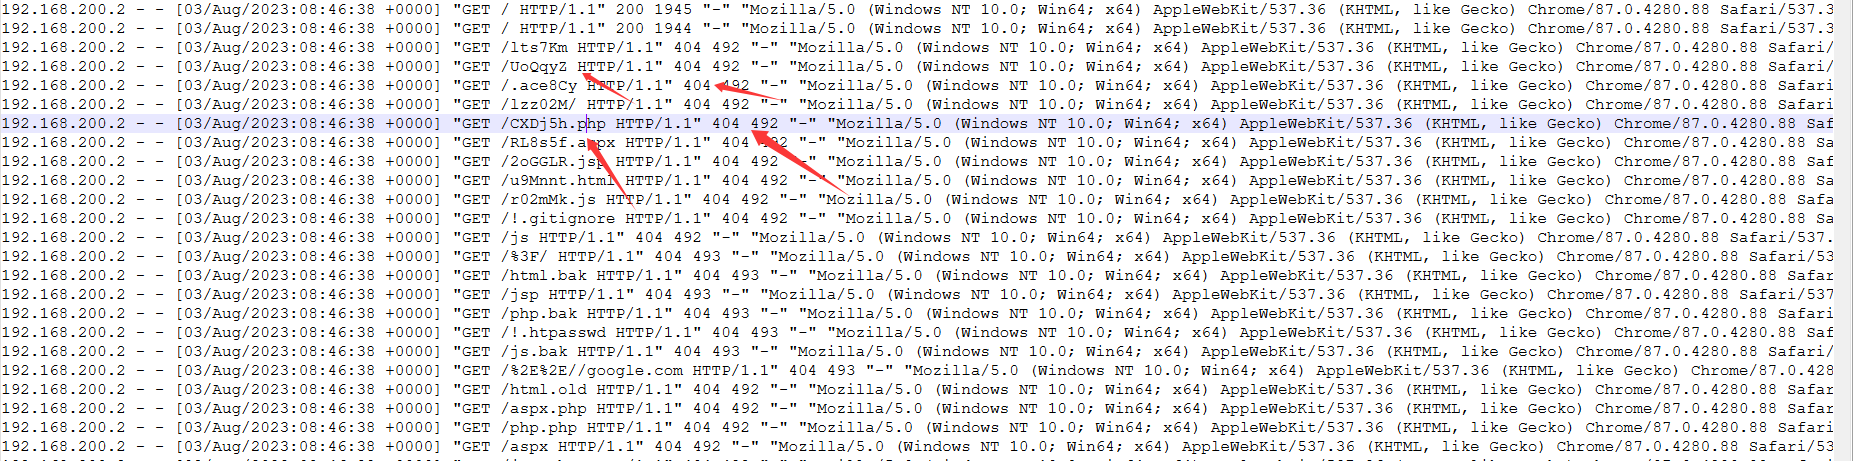 192.168.200.2 - - [03/Aug/2023:08:46:38 +0000] "GET / HTTP/1.1" 200 1945 "-" "Mozilla/5.0 (Windows NT 10.0; Win64; x64) AppleWebKit/537.36 (KHTML, like Gecko) Chrome/87.0.4280.88 Safari/537.3
192.168.200.2 - - [03/Aug/2023:08:46:38 +0000] "GET / HTTP/1.1" 200 1944 "-" "Mozilla/5.0 (Windows NT 10.0; Win64; x64) AppleWebKit/537.36 (KHTML, like Gecko) Chrome/87.0.4280.88 Safari/537.3
192.168.200.2 - - [03/Aug/2023:08:46:38 +0000] "GET /lts7Km HTTP/1.1" 404 492 "-" "Mozilla/5.0 (Windows NT 10.0; Win64; x64) AppleWebKit/537.36 (KHTML, like Gecko) Chrome/87.0.4280.88 Safari/
192.168.200.2 - - [03/Aug/2023:08:46:38 +0000] "GET /UoQqyZ HTTP/1.1" 404 492 "-" "Mozilla/5.0 (Windows NT 10.0; Win64; x64) AppleWebKit/537.36 (KHTML, like Gecko) Chrome/87.0.4280.88 Safari/
192.168.200.2 - - [03/Aug/2023:08:46:38 +0000] "GET /.ace8Cy HTTP/1.1" 404 492 "-" "Mozilla/5.0 (Windows NT 10.0; Win64; x64) AppleWebKit/537.36 (KHTML, like Gecko) Chrome/87.0.4280.88 Safari
192.168.200.2 - - [03/Aug/2023:08:46:38 +0000] "GET /lzz02M/ HTTP/1.1" 404 492 "-" "Mozilla/5.0 (Windows NT 10.0; Win64; x64) AppleWebKit/537.36 (KHTML, like Gecko) Chrome/87.0.4280.88 Safari
192.168.200.2 - - [03/Aug/2023:08:46:38 +0000] "GET /CXDj5h.php HTTP/1.1" 404 492 "-" "Mozilla/5.0 (Windows NT 10.0; Win64; x64) AppleWebKit/537.36 (KHTML, like Gecko) Chrome/87.0.4280.88 Saf
192.168.200.2 - - [03/Aug/2023:08:46:38 +0000] "GET /RL8s5f.aspx HTTP/1.1" 404 492 "-" "Mozilla/5.0 (Windows NT 10.0; Win64; x64) AppleWebKit/537.36 (KHTML, like Gecko) Chrome/87.0.4280.88 Sa
192.168.200.2 - - [03/Aug/2023:08:46:38 +0000] "GET /2oGGLR.jsp HTTP/1.1" 404 492 "-" "Mozilla/5.0 (Windows NT 10.0; Win64; x64) AppleWebKit/537.36 (KHTML, like Gecko) Chrome/87.0.4280.88 Saf
192.168.200.2 - - [03/Aug/2023:08:46:38 +0000] "GET /u9Mnnt.html HTTP/1.1" 404 492 "-" "Mozilla/5.0 (Windows NT 10.0; Win64; x64) AppleWebKit/537.36 (KHTML, like Gecko) Chrome/87.0.4280.88 Sa
192.168.200.2 - - [03/Aug/2023:08:46:38 +0000] "GET /r02mMk.js HTTP/1.1" 404 492 "-" "Mozilla/5.0 (Windows NT 10.0; Win64; x64) AppleWebKit/537.36 (KHTML, like Gecko) Chrome/87.0.4280.88 Safa
192.168.200.2 - - [03/Aug/2023:08:46:38 +0000] "GET /!.gitignore HTTP/1.1" 404 492 "-" "Mozilla/5.0 (Windows NT 10.0; Win64; x64) AppleWebKit/537.36 (KHTML, like Gecko) Chrome/87.0.4280.88 Sa
192.168.200.2 - - [03/Aug/2023:08:46:38 +0000] "GET /js HTTP/1.1" 404 492 "-" "Mozilla/5.0 (Windows NT 10.0; Win64; x64) AppleWebKit/537.36 (KHTML, like Gecko) Chrome/87.0.4280.88 Safari/537.
192.168.200.2 - - [03/Aug/2023:08:46:38 +0000] "GET /%3F/ HTTP/1.1" 404 493 "-" "Mozilla/5.0 (Windows NT 10.0; Win64; x64) AppleWebKit/537.36 (KHTML, like Gecko) Chrome/87.0.4280.88 Safari/53
192.168.200.2 - - [03/Aug/2023:08:46:38 +0000] "GET /html.bak HTTP/1.1" 404 493 "-" "Mozilla/5.0 (Windows NT 10.0; Win64; x64) AppleWebKit/537.36 (KHTML, like Gecko) Chrome/87.0.4280.88 Safar
192.168.200.2 - - [03/Aug/2023:08:46:38 +0000] "GET /jsp HTTP/1.1" 404 493 "-" "Mozilla/5.0 (Windows NT 10.0; Win64; x64) AppleWebKit/537.36 (KHTML, like Gecko) Chrome/87.0.4280.88 Safari/537
192.168.200.2 - - [03/Aug/2023:08:46:38 +0000] "GET /php.bak HTTP/1.1" 404 493 "-" "Mozilla/5.0 (Windows NT 10.0; Win64; x64) AppleWebKit/537.36 (KHTML, like Gecko) Chrome/87.0.4280.88 Safari
192.168.200.2 - - [03/Aug/2023:08:46:38 +0000] "GET /!.htpasswd HTTP/1.1" 404 493 "-" "Mozilla/5.0 (Windows NT 10.0; Win64; x64) AppleWebKit/537.36 (KHTML, like Gecko) Chrome/87.0.4280.88 Saf
192.168.200.2 - - [03/Aug/2023:08:46:38 +0000] "GET /js.bak HTTP/1.1" 404 493 "-" "Mozilla/5.0 (Windows NT 10.0; Win64; x64) AppleWebKit/537.36 (KHTML, like Gecko) Chrome/87.0.4280.88 Safari/
192.168.200.2 - - [03/Aug/2023:08:46:38 +0000] "GET /%2E%2E//google.com HTTP/1.1" 404 493 "-" "Mozilla/5.0 (Windows NT 10.0; Win64; x64) AppleWebKit/537.36 (KHTML, like Gecko) Chrome/87.0.428
192.168.200.2 - - [03/Aug/2023:08:46:38 +0000] "GET /html.old HTTP/1.1" 404 492 "-" "Mozilla/5.0 (Windows NT 10.0; Win64; x64) AppleWebKit/537.36 (KHTML, like Gecko) Chrome/87.0.4280.88 Safar
192.168.200.2 - - [03/Aug/2023:08:46:38 +0000] "GET /aspx.php HTTP/1.1" 404 492 "-" "Mozilla/5.0 (Windows NT 10.0; Win64; x64) AppleWebKit/537.36 (KHTML, like Gecko) Chrome/87.0.4280.88 Safar
192.168.200.2 - - [03/Aug/2023:08:46:38 +0000] "GET /php.php HTTP/1.1" 404 492 "-" "Mozilla/5.0 (Windows NT 10.0; Win64; x64) AppleWebKit/537.36 (KHTML, like Gecko) Chrome/87.0.4280.88 Safari
192.168.200.2 - - [03/Aug/2023:08:46:38 +0000] "GET /aspx HTTP/1.1" 404 492 "-" "Mozilla/5.0 (Windows NT 10.0; Win64; x64) AppleWebKit/537.36 (KHTML, like Gecko) Chrome/87.0.4280.88 Safari/53